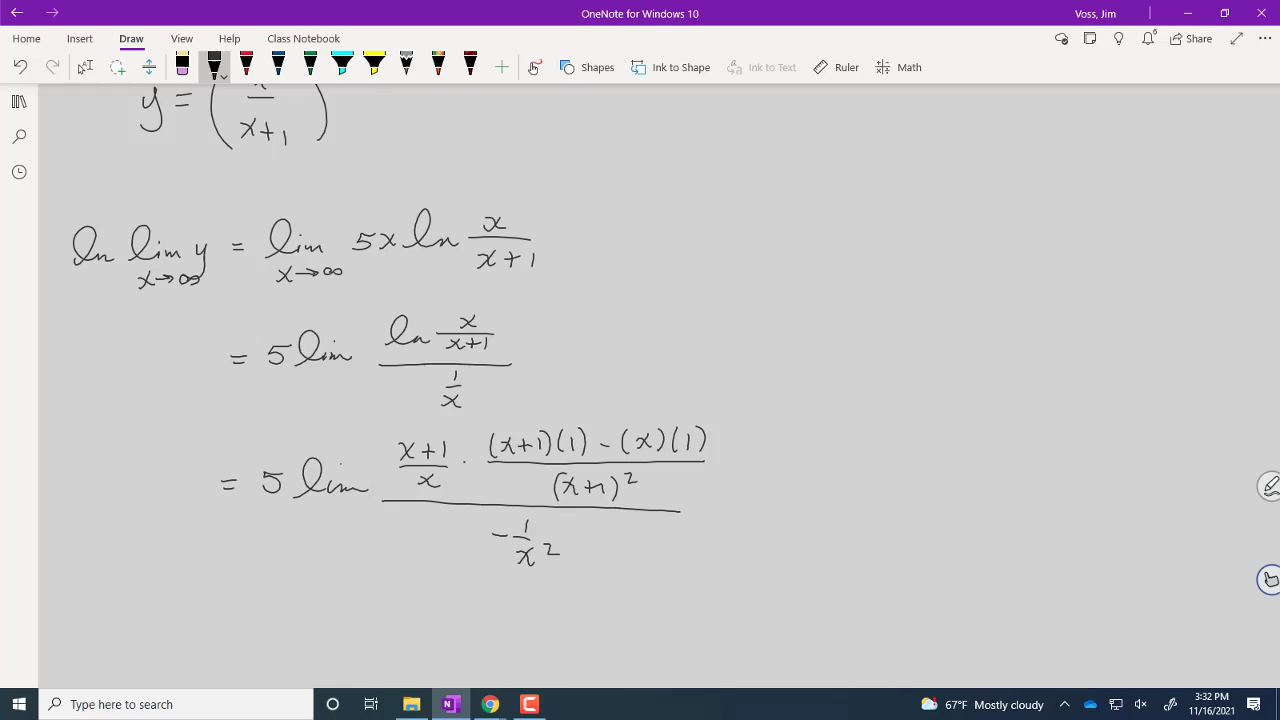 OneNote for Windows 10
Voss, Jim
Home Insert Draw View Help Class Notebook
6 Share
Shapes Ink to Shape Ink to Text Ruler Math
y = (x/(x+1))
ln lim y = lim 5x ln x/(x+1)
x→∞ x→∞
= 5 lim (ln x/(x+1))/(1/x)
= 5 lim ((x+1)/x · ((x+1)(1) - (x)(1))/(x+1)²)/(-1/x²)
Type here to search
67°F Mostly cloudy
3:32 PM
11/16/2021